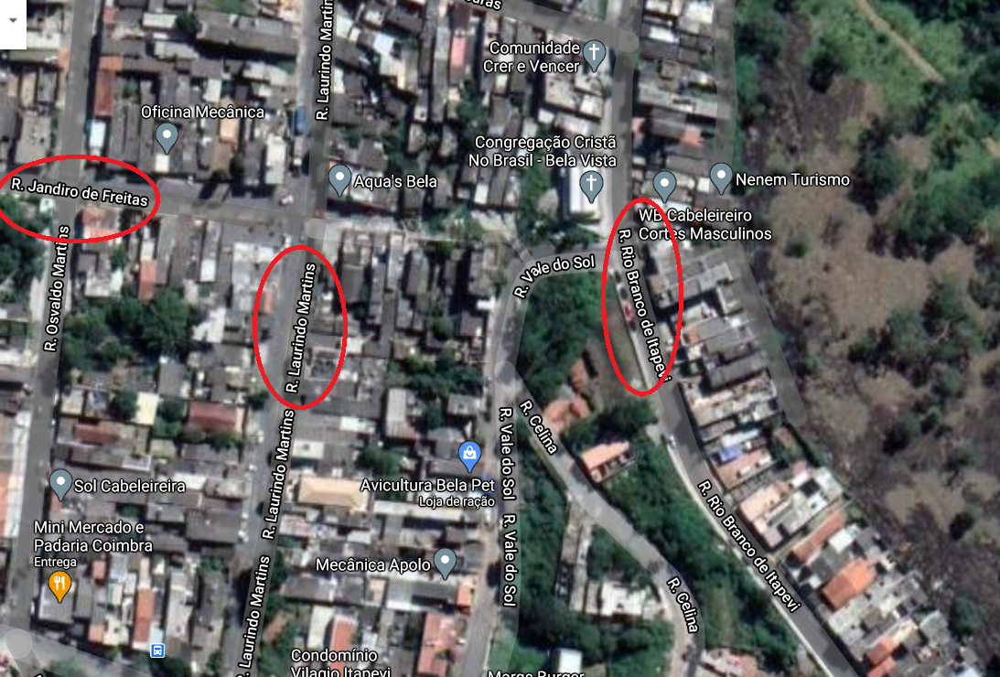 R. Laurindo Martin
Comunidade
Crer e Vencer
Oficina Mecânica
Congregação Cristã
No Brasil - Bela Vista
Aqua's Bela
Nenem Turismo
R. Jandiro de Freitas
WB Cabeleireiro
Cortes Masculinos
R. Osvaldo Martins
R. Laurindo Martins
R. Vale do Sol
R. Rio Branco de Itapevi
R. Celina
R. Laurindo Martins
R. Vale do Sol
Avicultura Bela Pet
Loja de ração
Sol Cabeleireira
R. Rio Branco de Itapevi
Mini Mercado e
Padaria Coimbra
Entrega
R. Vale do Sol
Mecânica Apolo
R. Laurindo Martins
R. Celina
Condomínio
Vilagio Itapevi